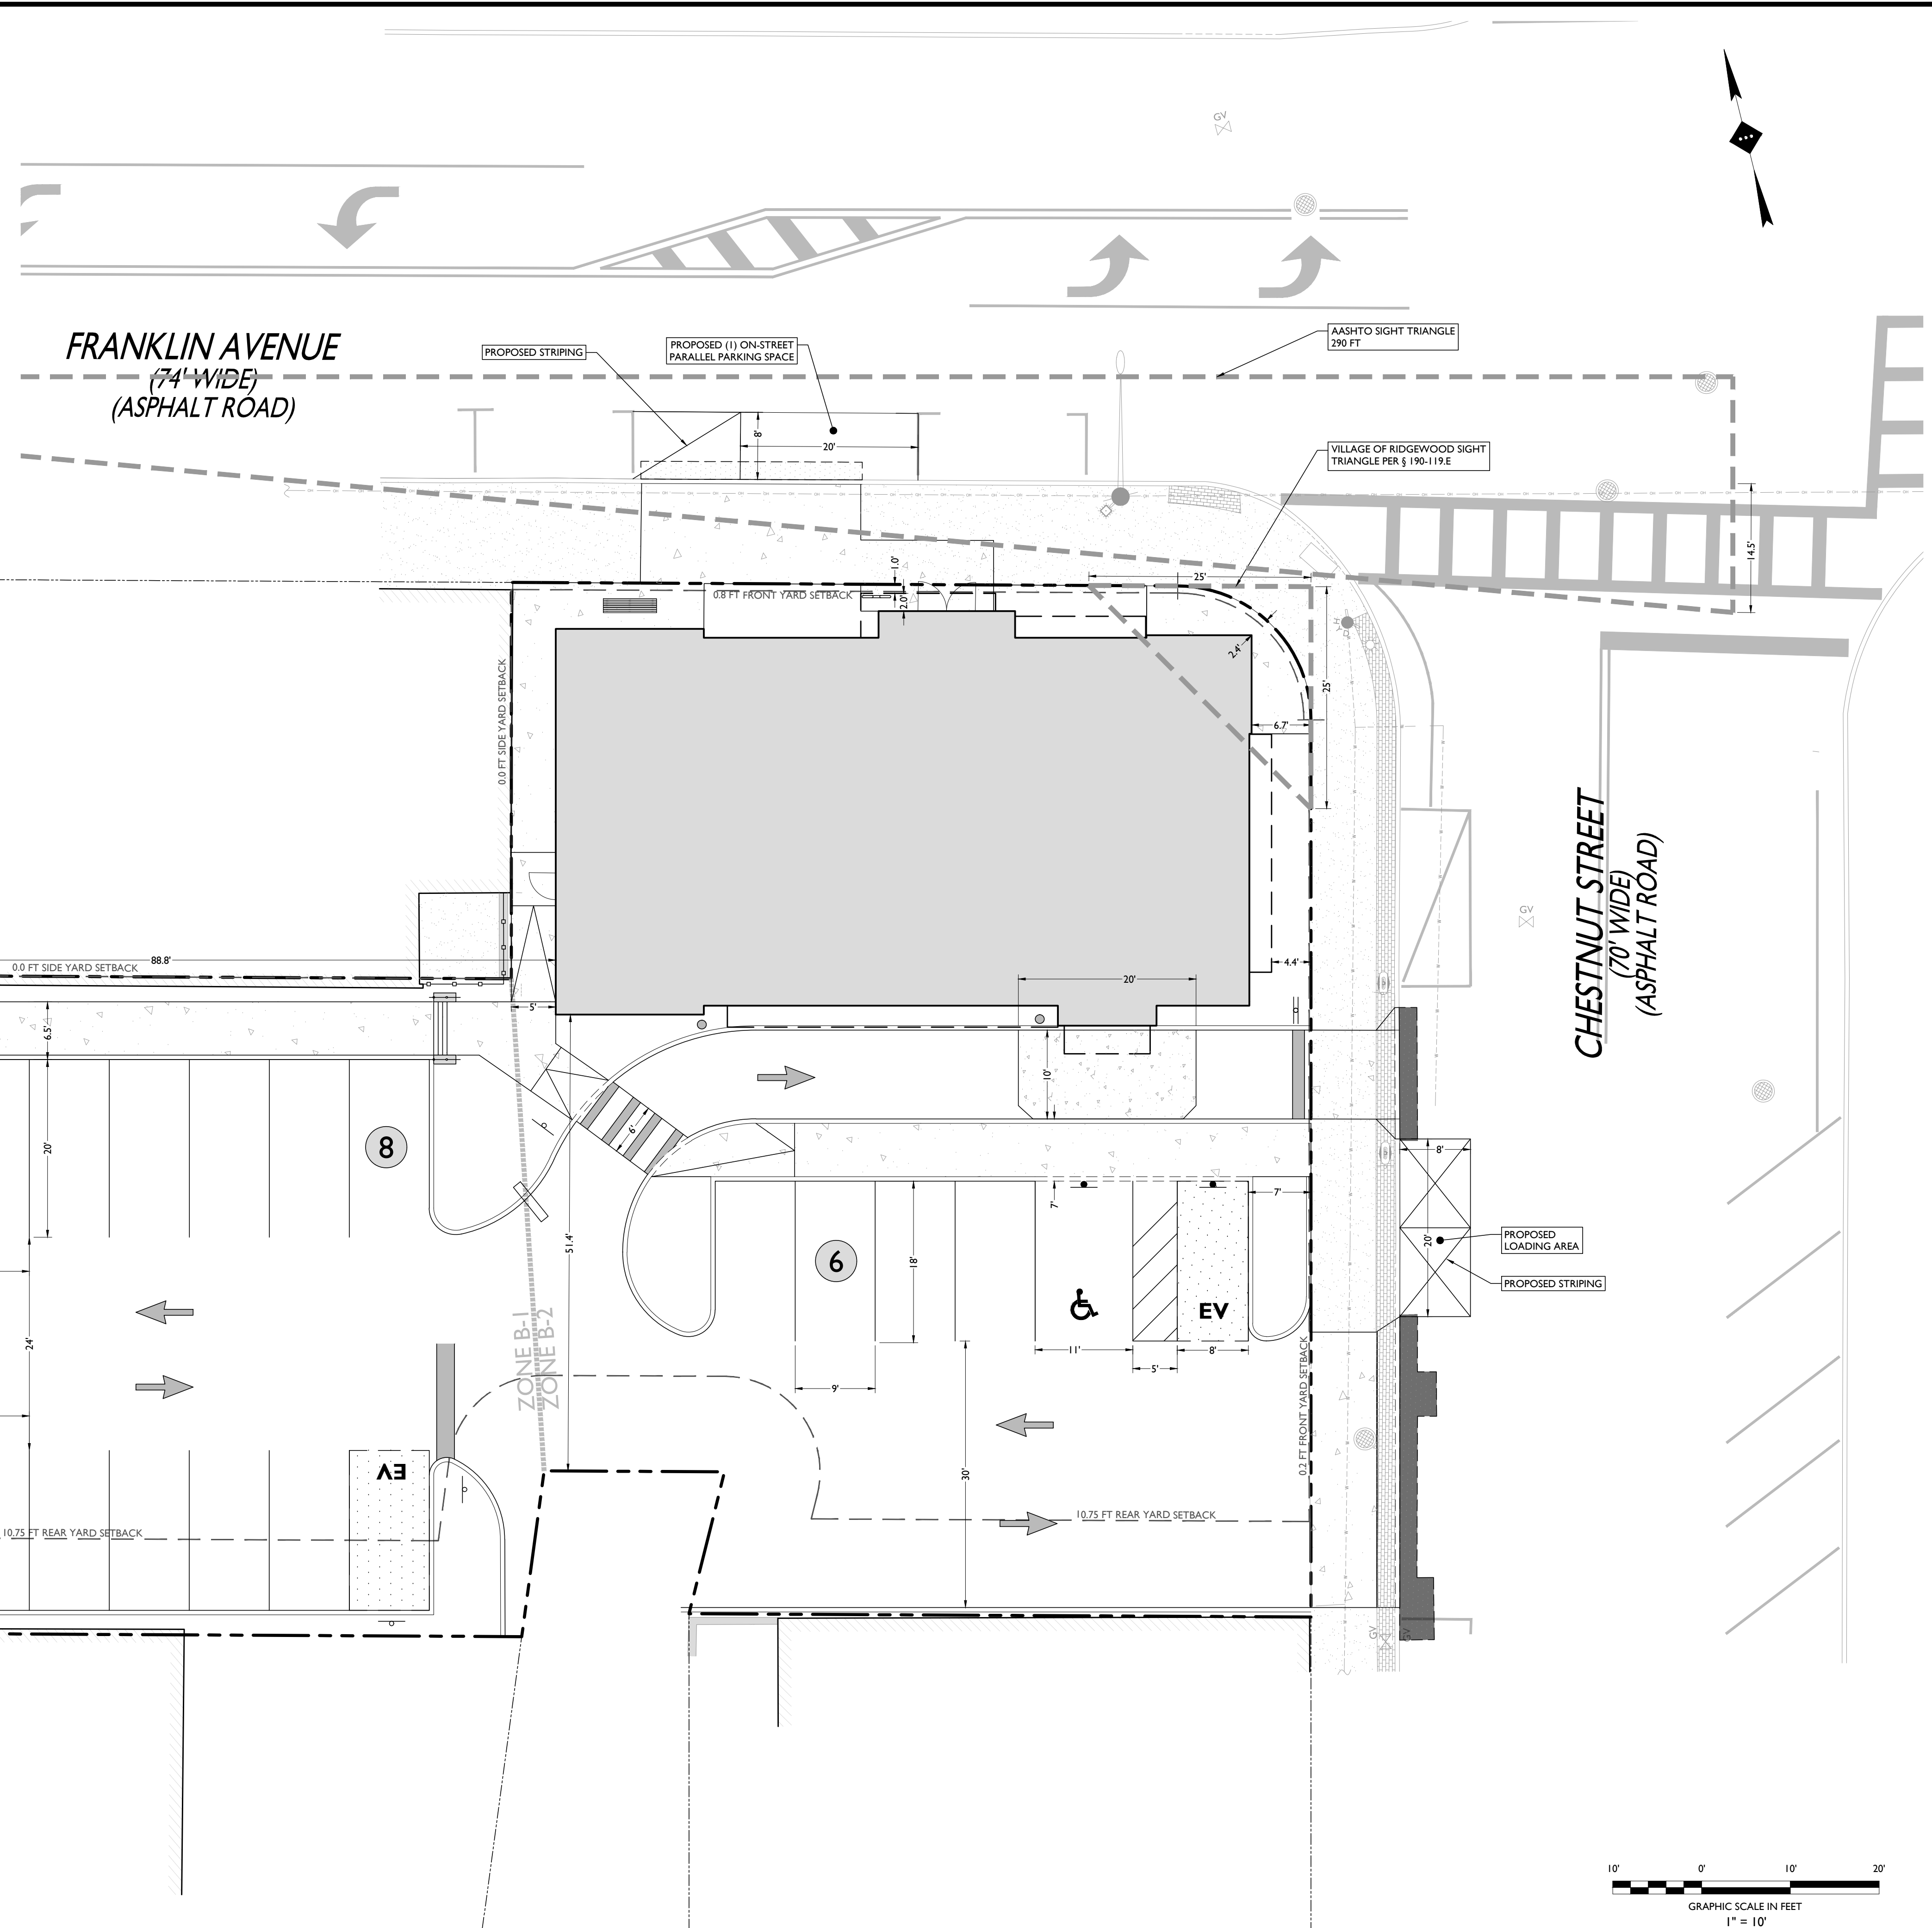 GV
FRANKLIN AVENUE
(74' WIDE)
(ASPHALT ROAD)
PROPOSED STRIPING
PROPOSED (1) ON-STREET
PARALLEL PARKING SPACE
AASHTO SIGHT TRIANGLE
290 FT
8'
20'
VILLAGE OF RIDGEWOOD SIGHT
TRIANGLE PER § 190-119.E
14.5'
1.0'
2.0'
25'
0.8 FT FRONT YARD SETBACK
HYD
2.4'
25'
6.7'
0.0 FT SIDE YARD SETBACK
CHESTNUT STREET
(70' WIDE)
(ASPHALT ROAD)
GV
88.8'
0.0 FT SIDE YARD SETBACK
4.4'
20'
5'
6.5'
10'
6'
20'
8
8'
7'
7'
51.4'
18'
6
20'
PROPOSED
LOADING AREA
PROPOSED STRIPING
EV
ZONE B-1
ZONE B-2
24'
11'
8'
5'
9'
0.2 FT FRONT YARD SETBACK
30'
EV
10.75 FT REAR YARD SETBACK
10.75 FT REAR YARD SETBACK
GV
GV
10'
0'
10'
20'
GRAPHIC SCALE IN FEET
1" = 10'